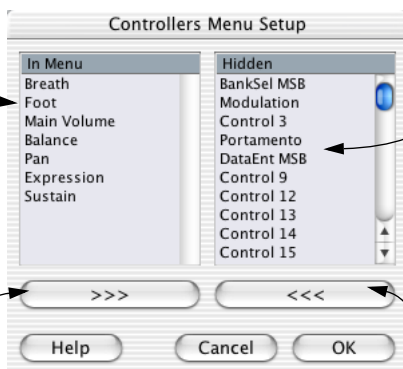 Controllers Menu Setup
In Menu
Breath
Foot
Main Volume
Balance
Pan
Expression
Sustain
Hidden
BankSel MSB
Modulation
Control 3
Portamento
DataEnt MSB
Control 9
Control 12
Control 13
Control 14
Control 15
>>>
<<<
Help
Cancel
OK